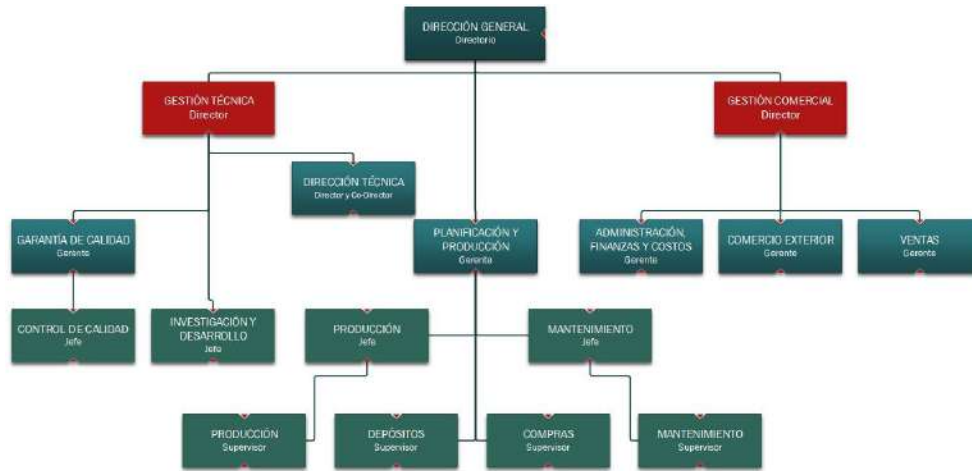 DIRECCIÓN GENERAL
Directorio
GESTIÓN TÉCNICA
Director
GESTIÓN COMERCIAL
Director
DIRECCIÓN TÉCNICA
Director y Co-Director
GARANTÍA DE CALIDAD
Gerente
PLANIFICACIÓN Y
PRODUCCIÓN
Gerente
ADMINISTRACIÓN,
FINANZAS Y COSTOS
Gerente
COMERCIO EXTERIOR
Gerente
VENTAS
Gerente
CONTROL DE CALIDAD
Jefe
INVESTIGACIÓN Y
DESARROLLO
Jefe
PRODUCCIÓN
Jefe
MANTENIMIENTO
Jefe
PRODUCCIÓN
Supervisor
DEPÓSITOS
Supervisor
COMPRAS
Supervisor
MANTENIMIENTO
Supervisor